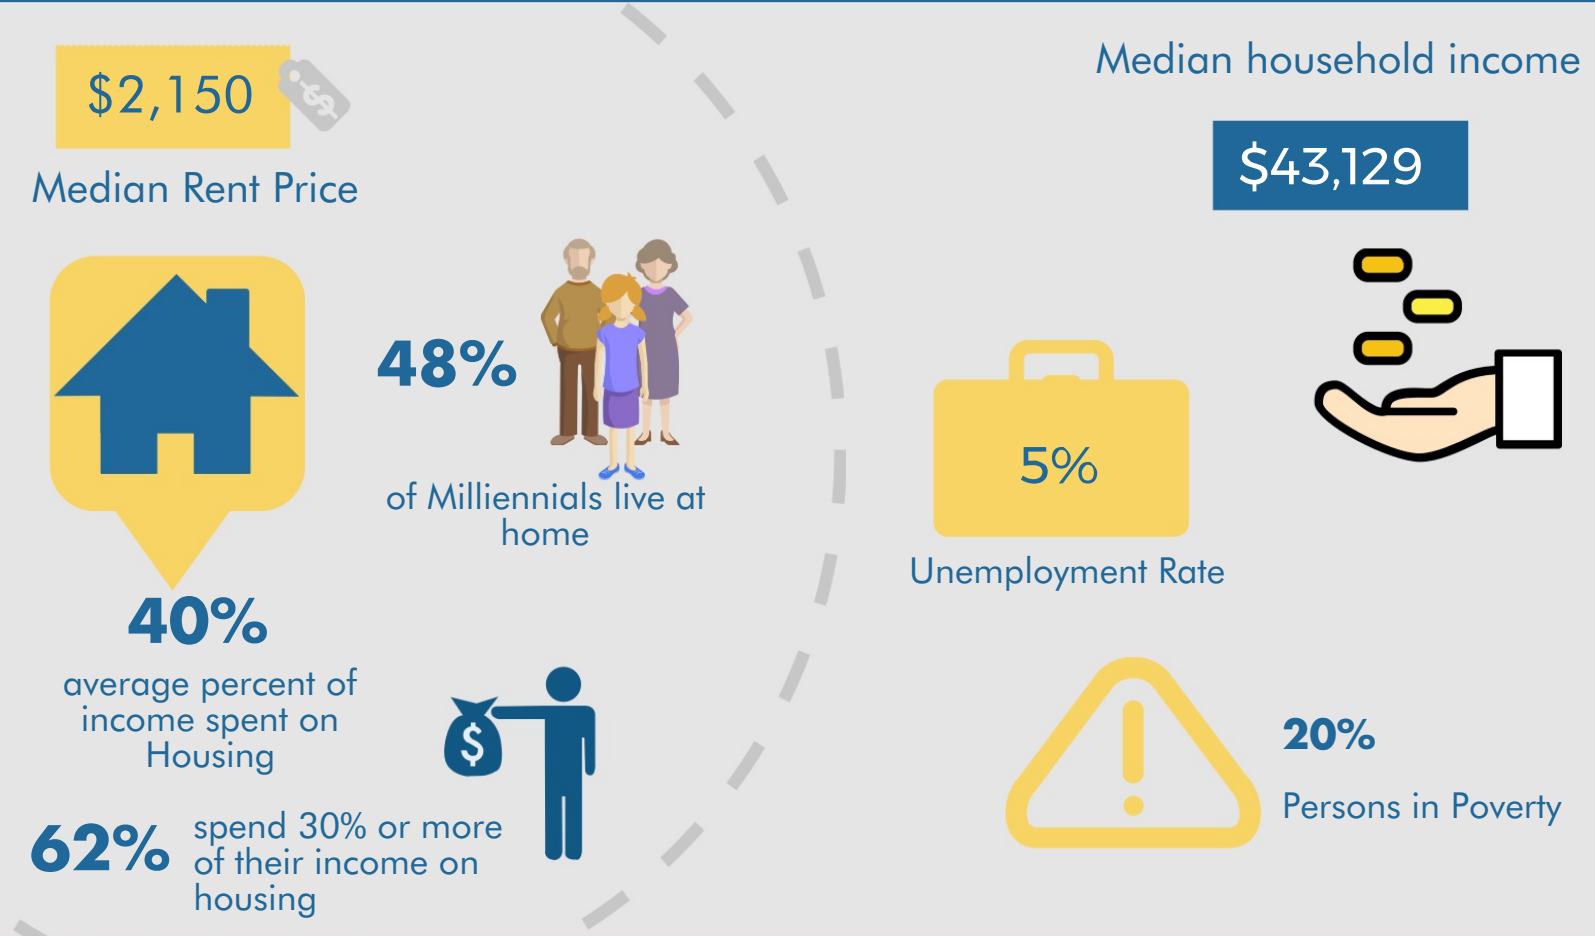 $2,150
Median Rent Price
48%
of Milliennials live at
home
40%
average percent of
income spent on
Housing
$
62%
spend 30% or more
of their income on
housing
Median household income
$43,129
5%
Unemployment Rate
20%
Persons in Poverty